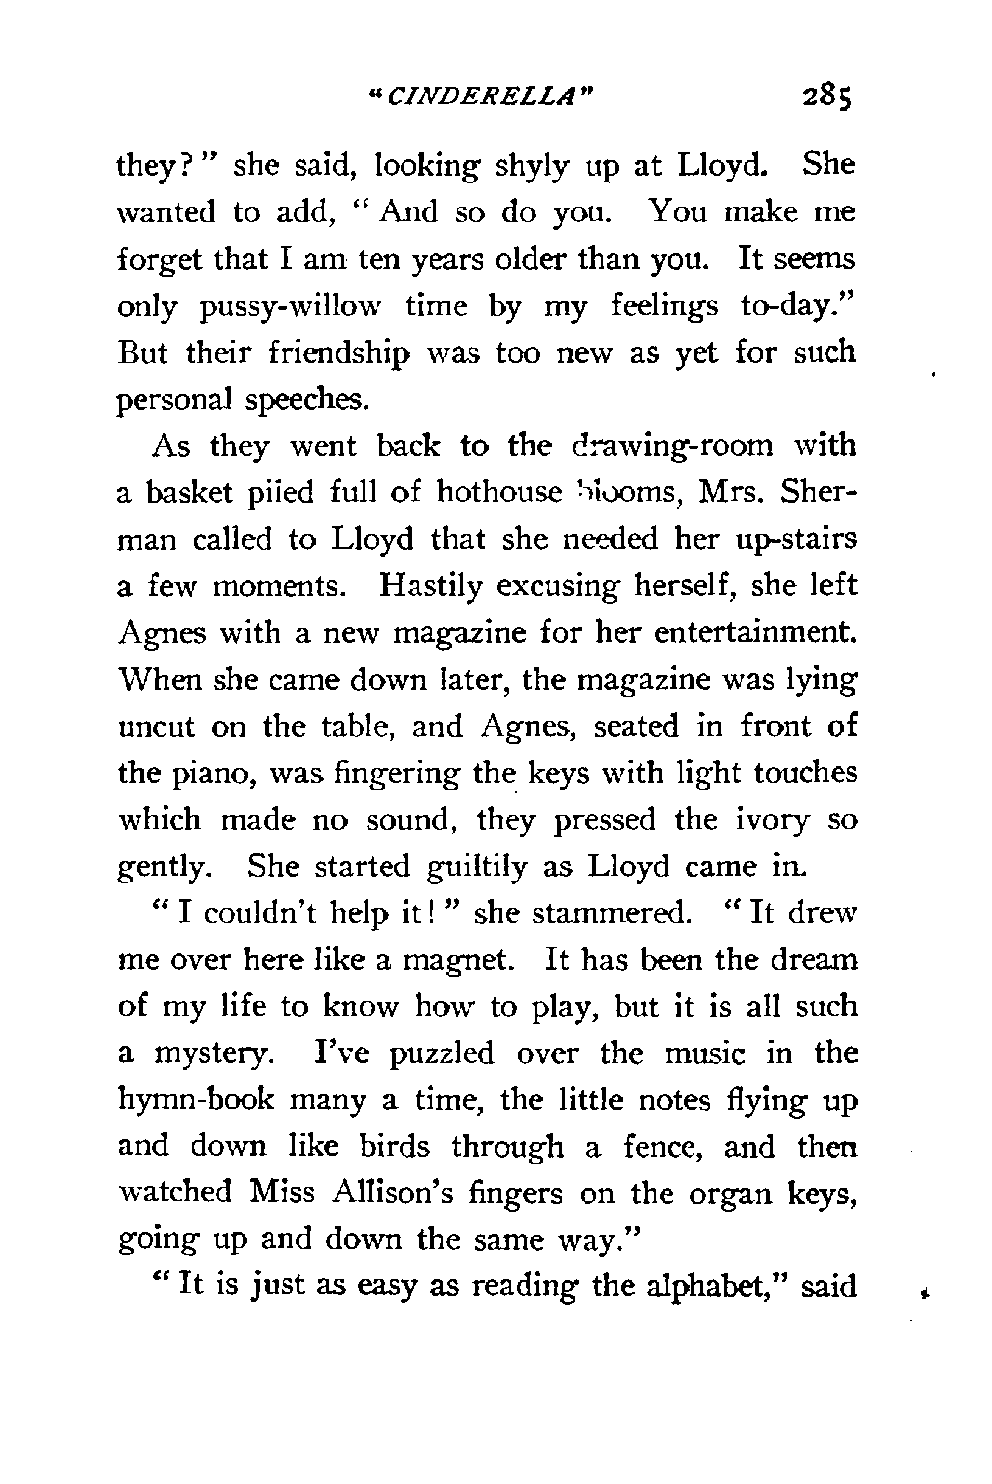 "CINDERELLA" 285
they?" she said, looking shyly up at Lloyd. She
wanted to add, "And so do you. You make me
forget that I am ten years older than you. It seems
only pussy-willow time by my feelings to-day."
But their friendship was too new as yet for such
personal speeches.
As they went back to the drawing-room with
a basket piled full of hothouse blooms, Mrs. Sher-
man called to Lloyd that she needed her up-stairs
a few moments. Hastily excusing herself, she left
Agnes with a new magazine for her entertainment.
When she came down later, the magazine was lying
uncut on the table, and Agnes, seated in front of
the piano, was fingering the keys with light touches
which made no sound, they pressed the ivory so
gently. She started guiltily as Lloyd came in.
"I couldn't help it!" she stammered. "It drew
me over here like a magnet. It has been the dream
of my life to know how to play, but it is all such
a mystery. I've puzzled over the music in the
hymn-book many a time, the little notes flying up
and down like birds through a fence, and then
watched Miss Allison's fingers on the organ keys,
going up and down the same way."
"It is just as easy as reading the alphabet," said